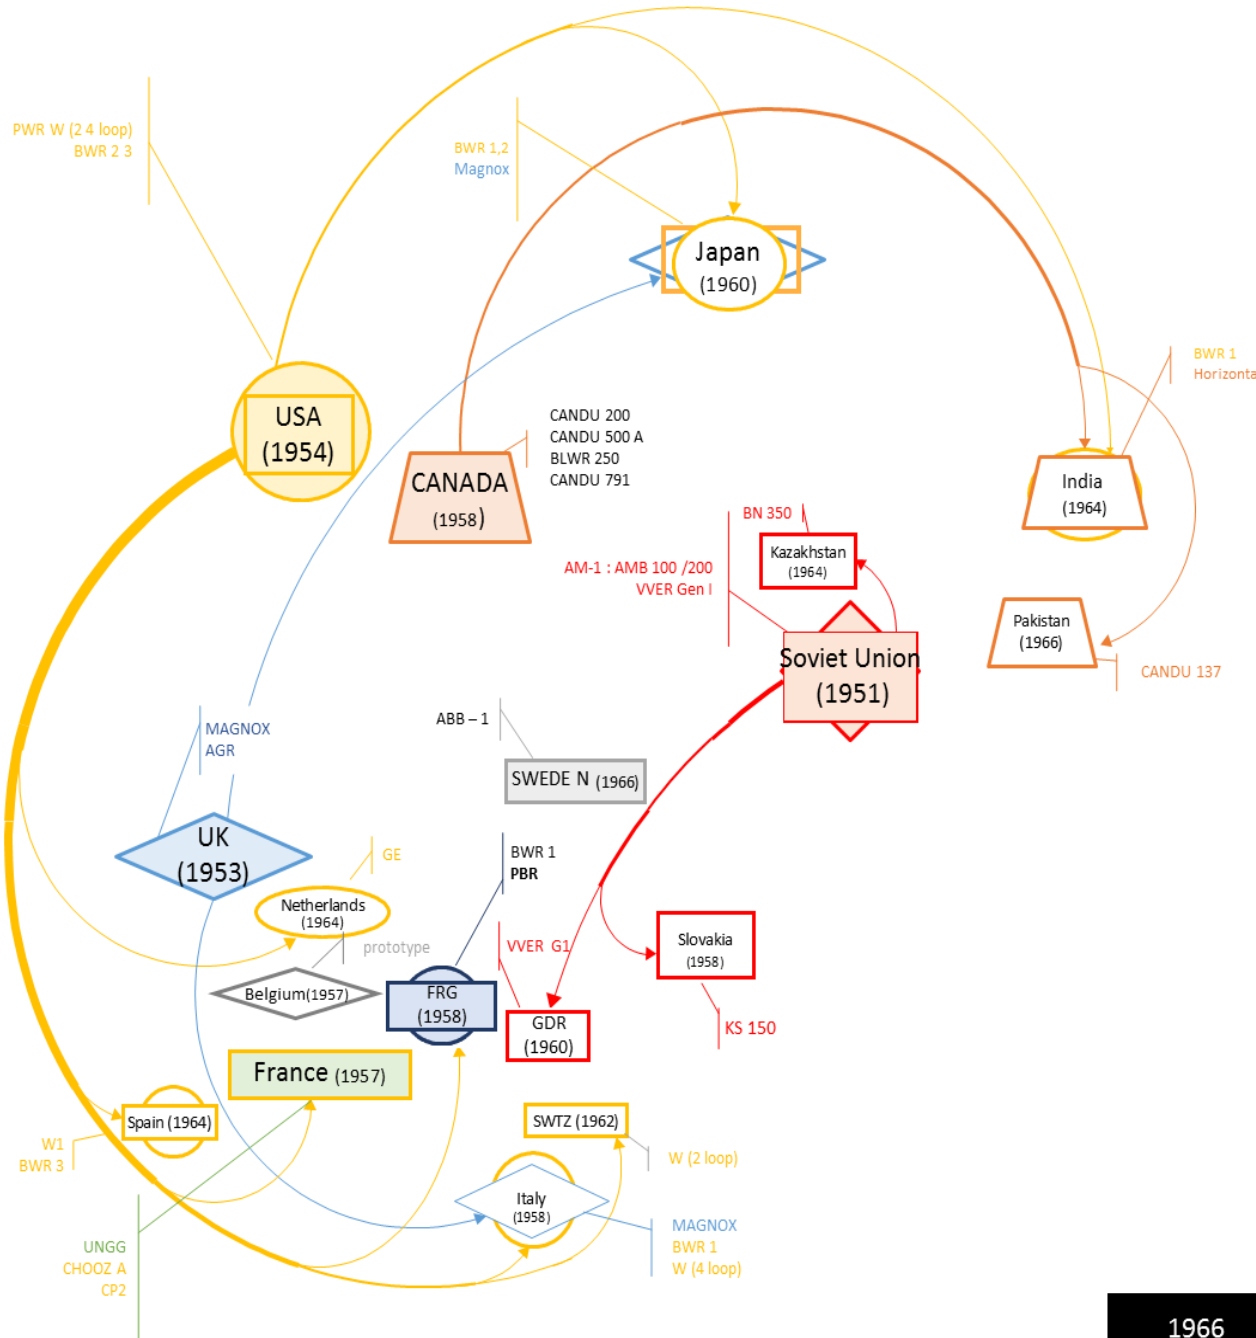 PWR W (2 4 loop)
BWR 2 3
BWR 1,2
Magnox
Japan
(1960)
USA
(1954)
BWR 1
Horizonta
CANDU 200
CANDU 500 A
BLWR 250
CANDU 791
CANADA
(1958)
India
(1964)
BN 350
Kazakhstan
(1964)
AM-1 : AMB 100 /200
VVER Gen I
Pakistan
(1966)
CANDU 137
Soviet Union
(1951)
ABB – 1
SWEDE N (1966)
MAGNOX
AGR
UK
(1953)
GE
BWR 1
PBR
Netherlands
(1964)
prototype
VVER G1
Slovakia
(1958)
Belgium(1957)
FRG
(1958)
GDR
(1960)
KS 150
France (1957)
Spain (1964)
SWTZ (1962)
W1
BWR 3
W (2 loop)
Italy
(1958)
MAGNOX
BWR 1
W (4 loop)
UNGG
CHOOZ A
CP2
1966